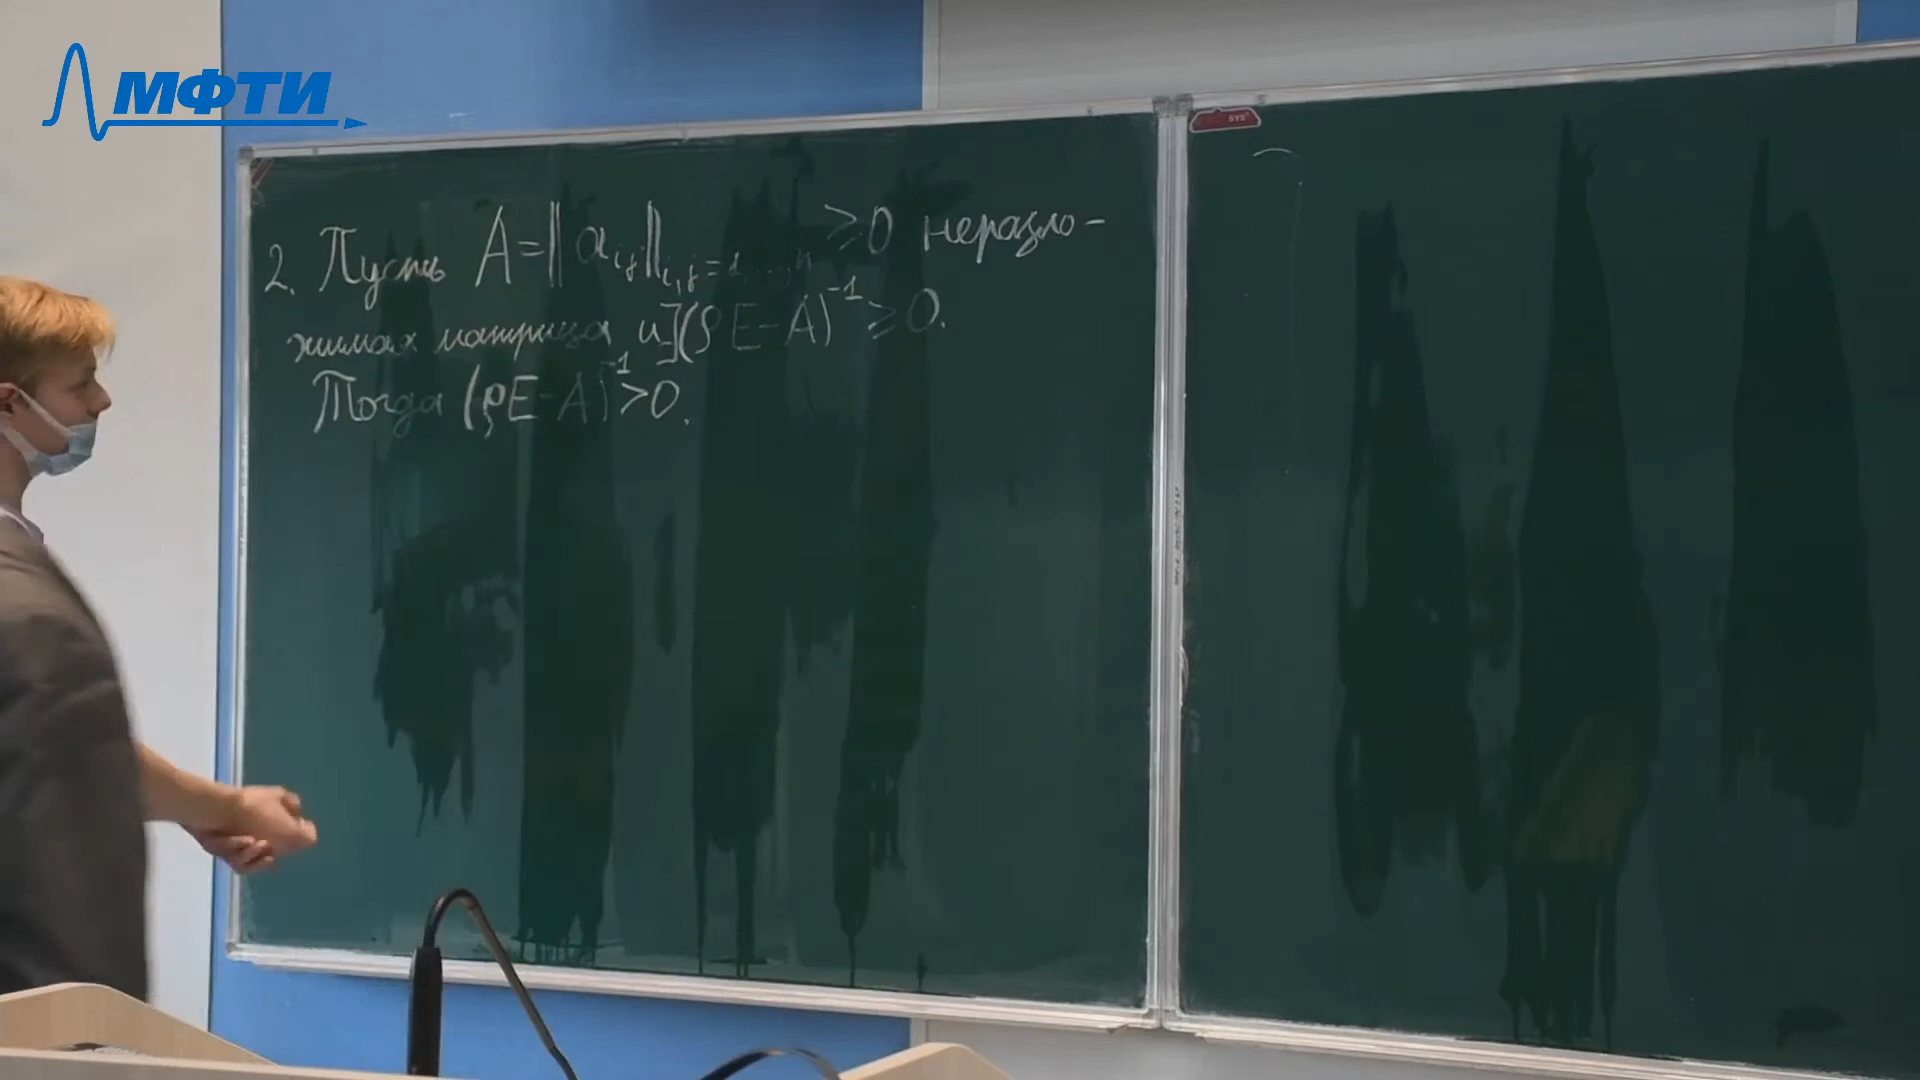 МФТИ
2. Пусть A=||a_{ij}||_{i,j=1,...,n} ≥0 неразло-
жимая матрица и ∃(ρE-A)^{-1}≥0.
Тогда (ρE-A)^{-1}>0.